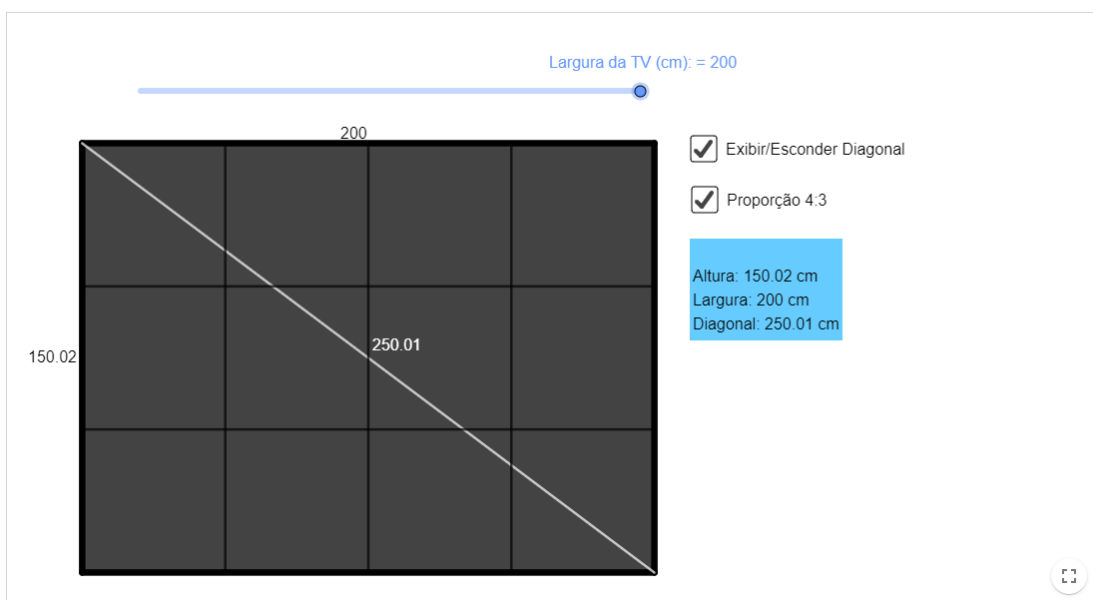 Largura da TV (cm): = 200
200
Exibir/Esconder Diagonal
Proporção 4:3
Altura: 150.02 cm
Largura: 200 cm
Diagonal: 250.01 cm
250.01
150.02